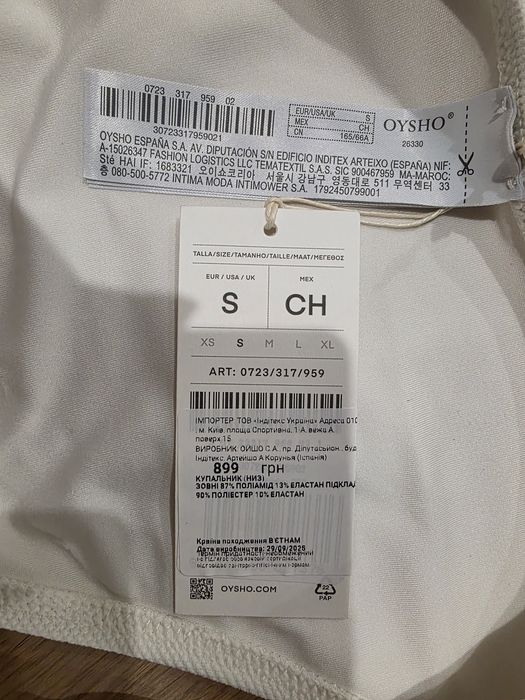 0723 317 959 02
30723317959021
EUR/USA/UK S
MEX CH
CN 165/66A
OYSHO®
26330
OYSHO ESPAÑA S.A. AV. DIPUTACIÓN S/N EDIFICIO INDITEX ARTEIXO (ESPAÑA) NIF:
A-15026347 FASHION LOGISTICS LLC TEMATEXTIL S.A.S. SIC 900467959 MA-MAROC:
Sté HAI IF: 1683321 오이쇼코리아 서울시 강남구 영동대로 511 무역센터 33
층 080-500-5772 INTIMA MODA INTIMOWER S.A. 1792450799001
TALLA/SIZE/TAMANHO/TAILLE/MAAT/ΜΕΓΕΘΟΣ
EUR / USA / UK MEX
S CH
XS S M L XL
ART: 0723/317/959
ІМПОРТЕР ТОВ «Індітекс Україна» Адреса 010
, м. Київ, площа Спортивна, 1-А, вежа А,
поверх 15
ВИРОБНИК ОЙШО С.А. пр. Діпутасьйон, буд
Індітекс, Артейшо А Корунья (Іспанія)
899 грн
КУПАЛЬНИК (НИЗ)
ЗОВНІ 87% ПОЛІАМІД 13% ЕЛАСТАН ПІДКЛА
90% ПОЛІЕСТЕР 10% ЕЛАСТАН
Країна походження В'ЄТНАМ
Дата виробництва: 29/09/2025
Термін придатності необмежений
OYSHO.COM
22
PAP